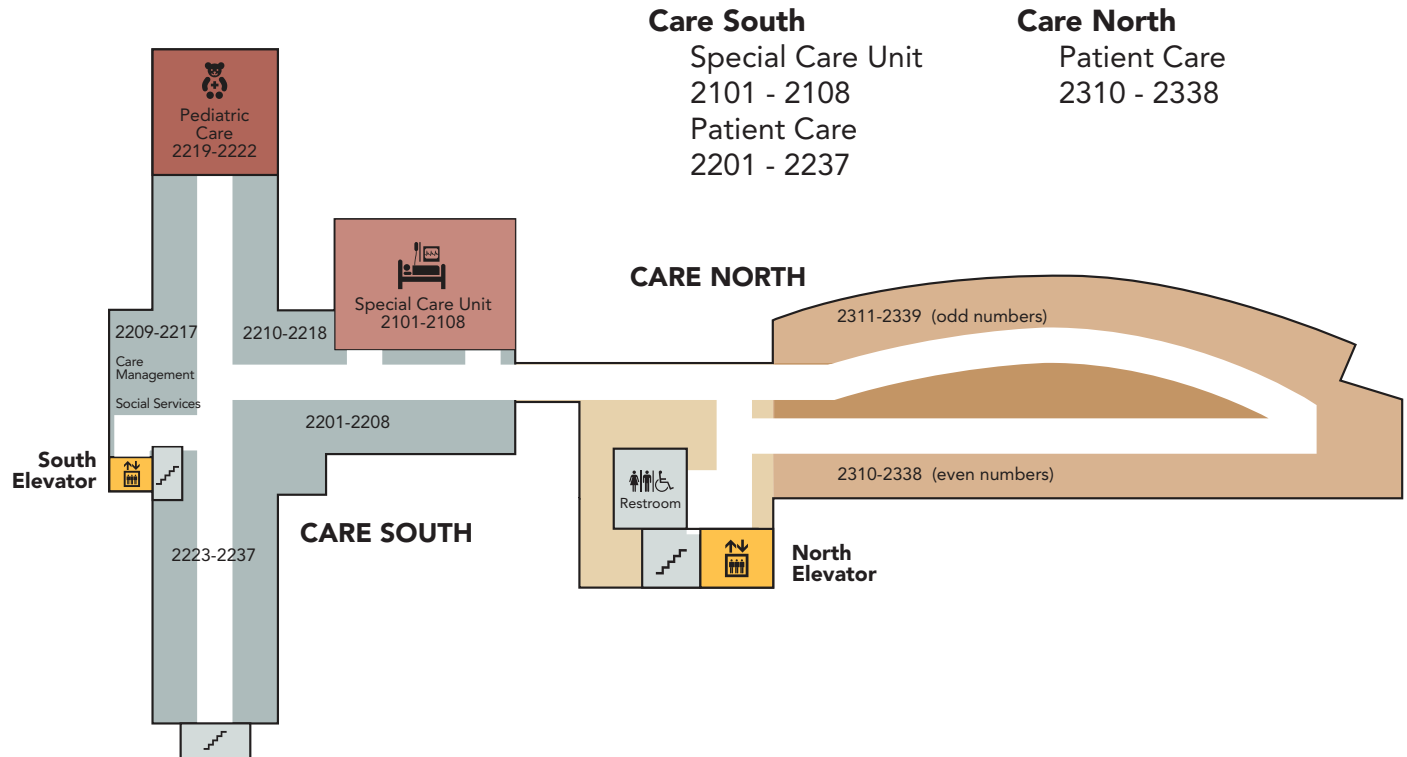 Care South
Special Care Unit
2101 - 2108
Patient Care
2201 - 2237
Care North
Patient Care
2310 - 2338
Pediatric
Care
2219-2222
Special Care Unit
2101-2108
CARE NORTH
2311-2339 (odd numbers)
2209-2217
2210-2218
Care
Management
Social Services
2201-2208
South
Elevator
2310-2338 (even numbers)
Restroom
CARE SOUTH
2223-2237
North
Elevator